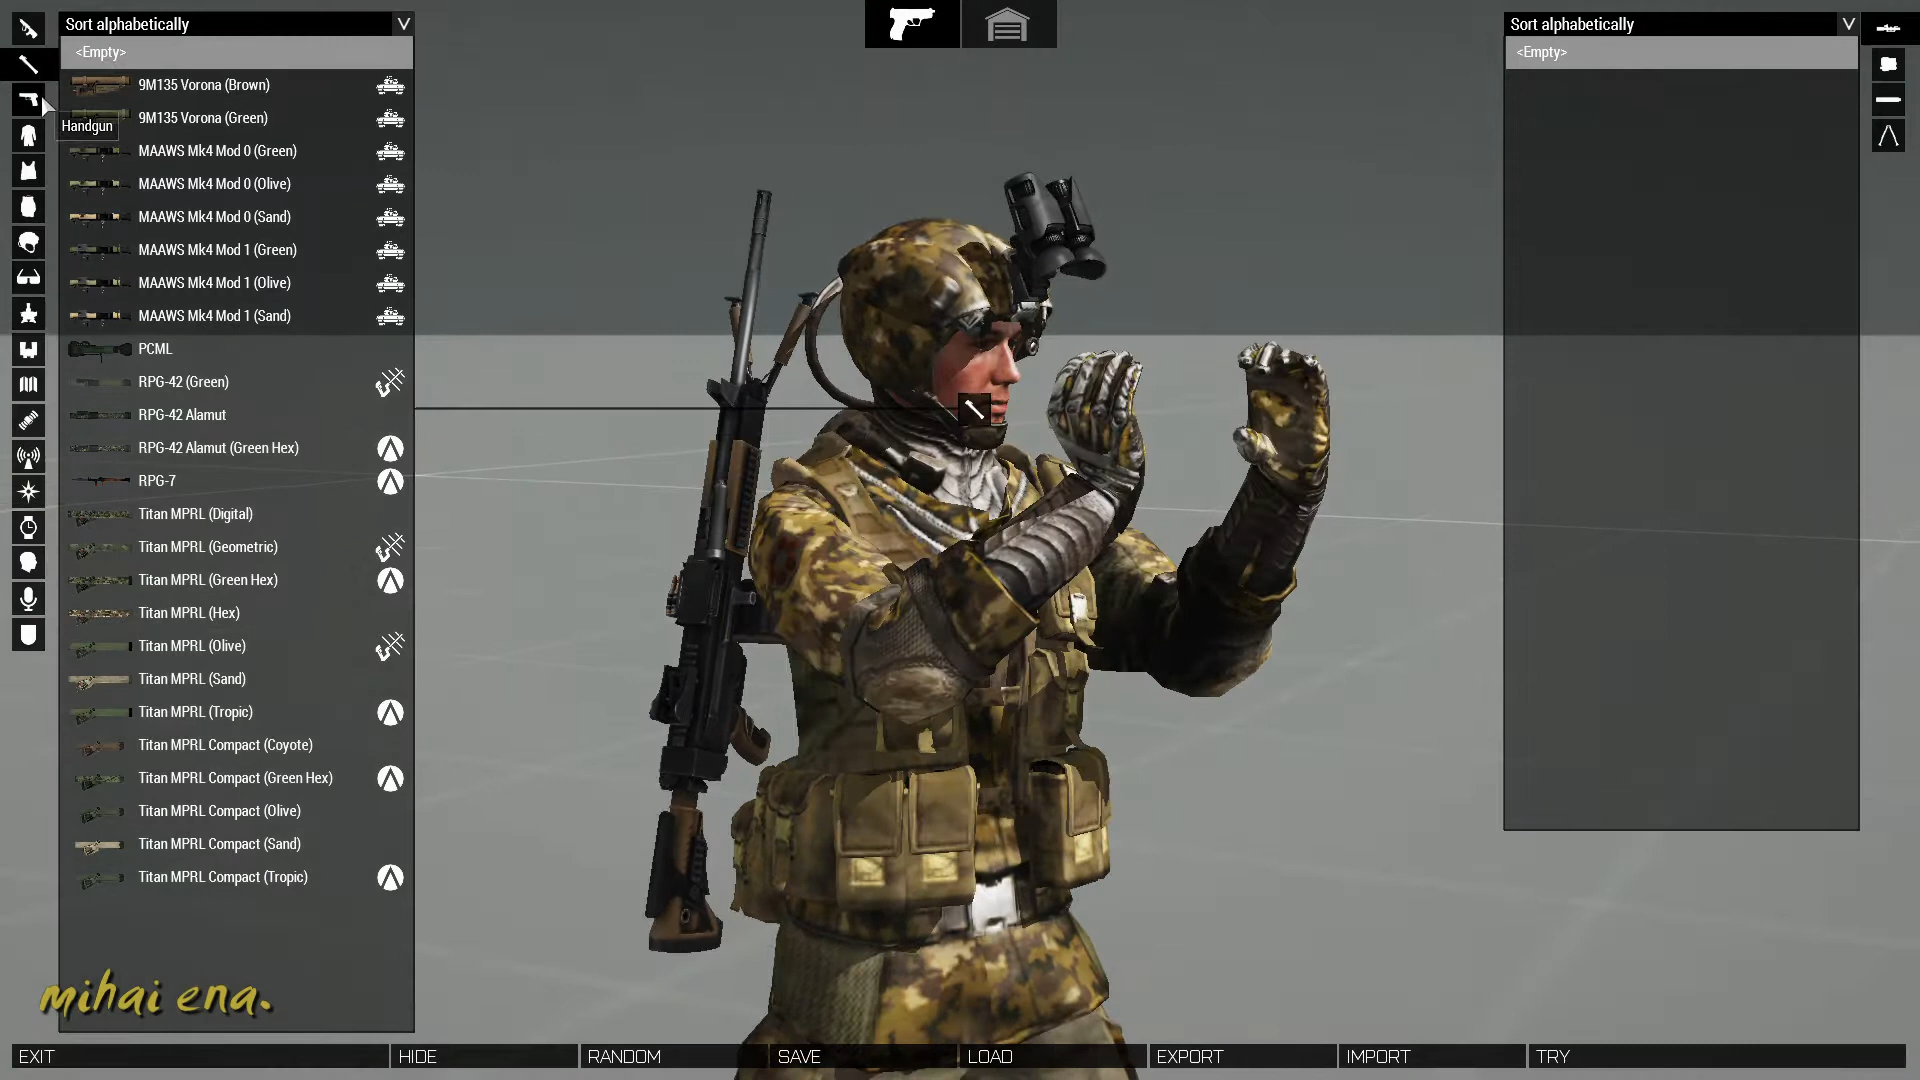 Sort alphabetically
<Empty>
9M135 Vorona (Brown)
9M135 Vorona (Green)
Handgun
MAAWS Mk4 Mod 0 (Green)
MAAWS Mk4 Mod 0 (Olive)
MAAWS Mk4 Mod 0 (Sand)
MAAWS Mk4 Mod 1 (Green)
MAAWS Mk4 Mod 1 (Olive)
MAAWS Mk4 Mod 1 (Sand)
PCML
RPG-42 (Green)
RPG-42 Alamut
RPG-42 Alamut (Green Hex)
RPG-7
Titan MPRL (Digital)
Titan MPRL (Geometric)
Titan MPRL (Green Hex)
Titan MPRL (Hex)
Titan MPRL (Olive)
Titan MPRL (Sand)
Titan MPRL (Tropic)
Titan MPRL Compact (Coyote)
Titan MPRL Compact (Green Hex)
Titan MPRL Compact (Olive)
Titan MPRL Compact (Sand)
Titan MPRL Compact (Tropic)
mihai ena.
Sort alphabetically
<Empty>
EXIT
HIDE
RANDOM
SAVE
LOAD
EXPORT
IMPORT
TRY